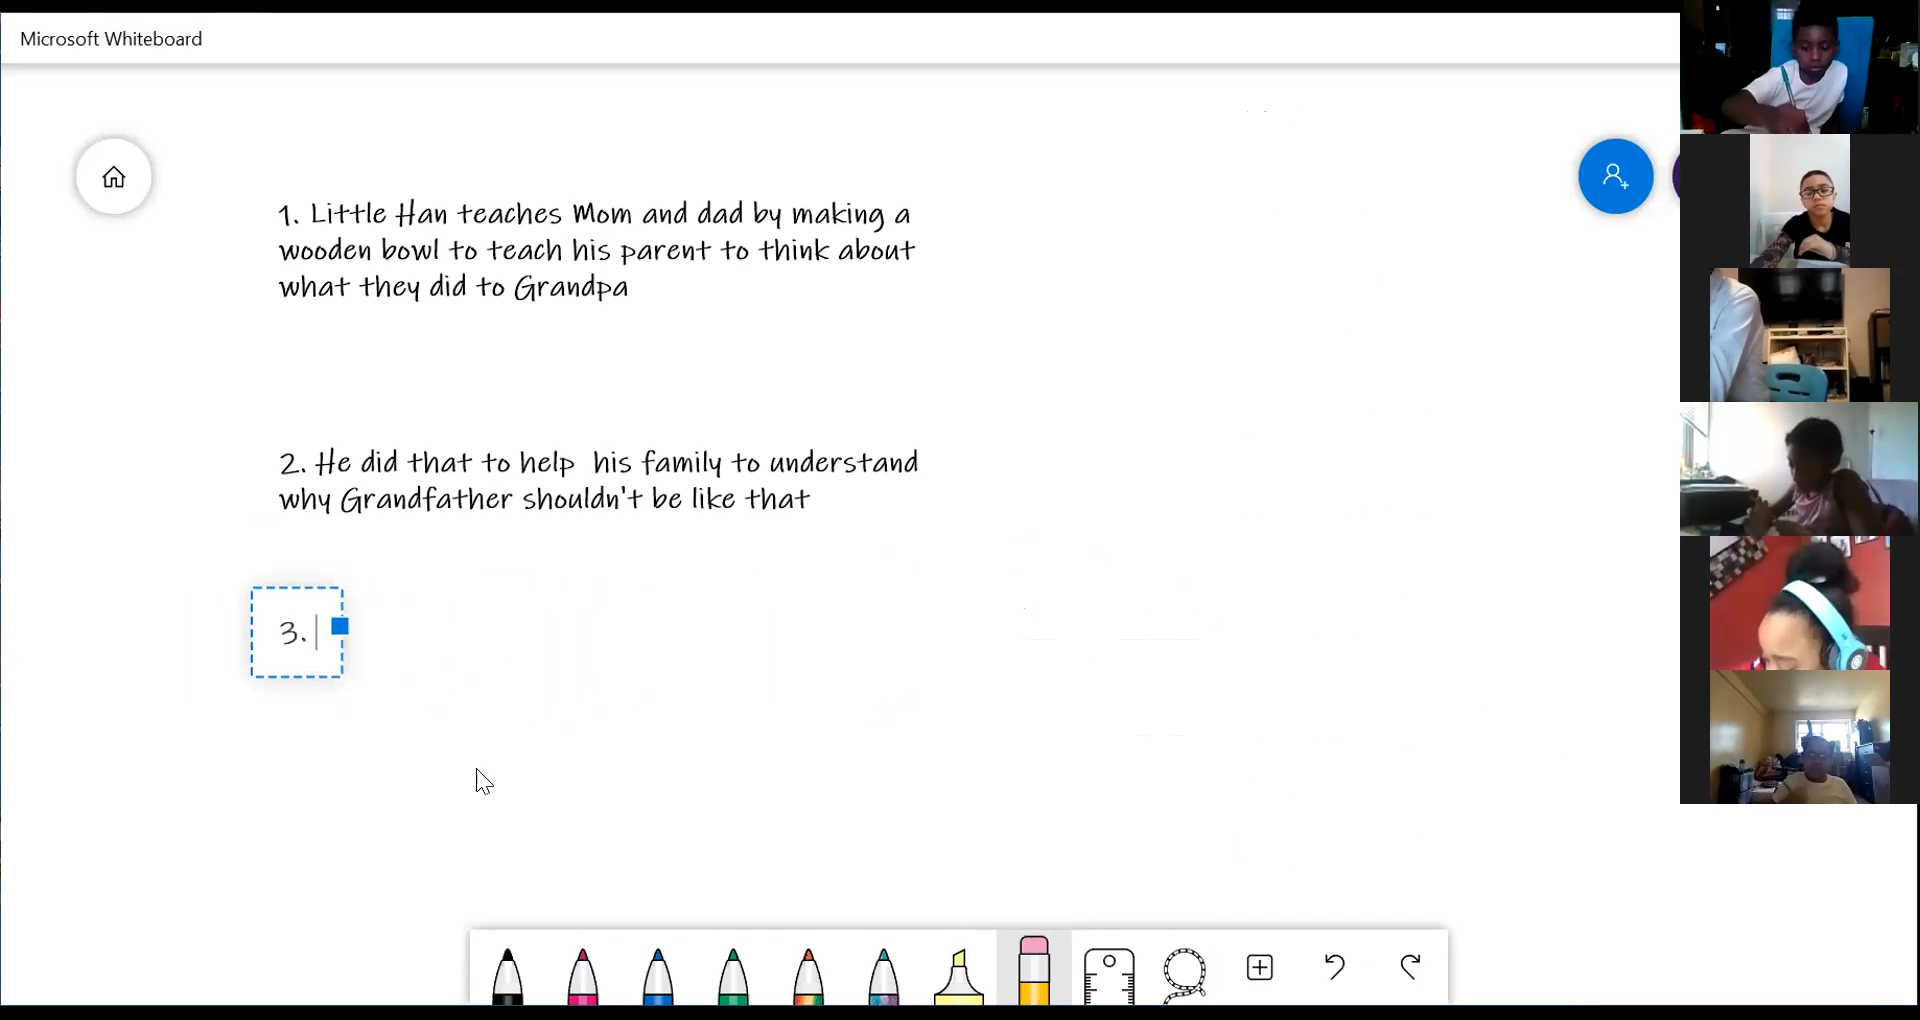 Microsoft Whiteboard
1. Little Han teaches Mom and dad by making a
wooden bowl to teach his parent to think about
what they did to Grandpa
2. He did that to help  his family to understand
why Grandfather shouldn't be like that
3.